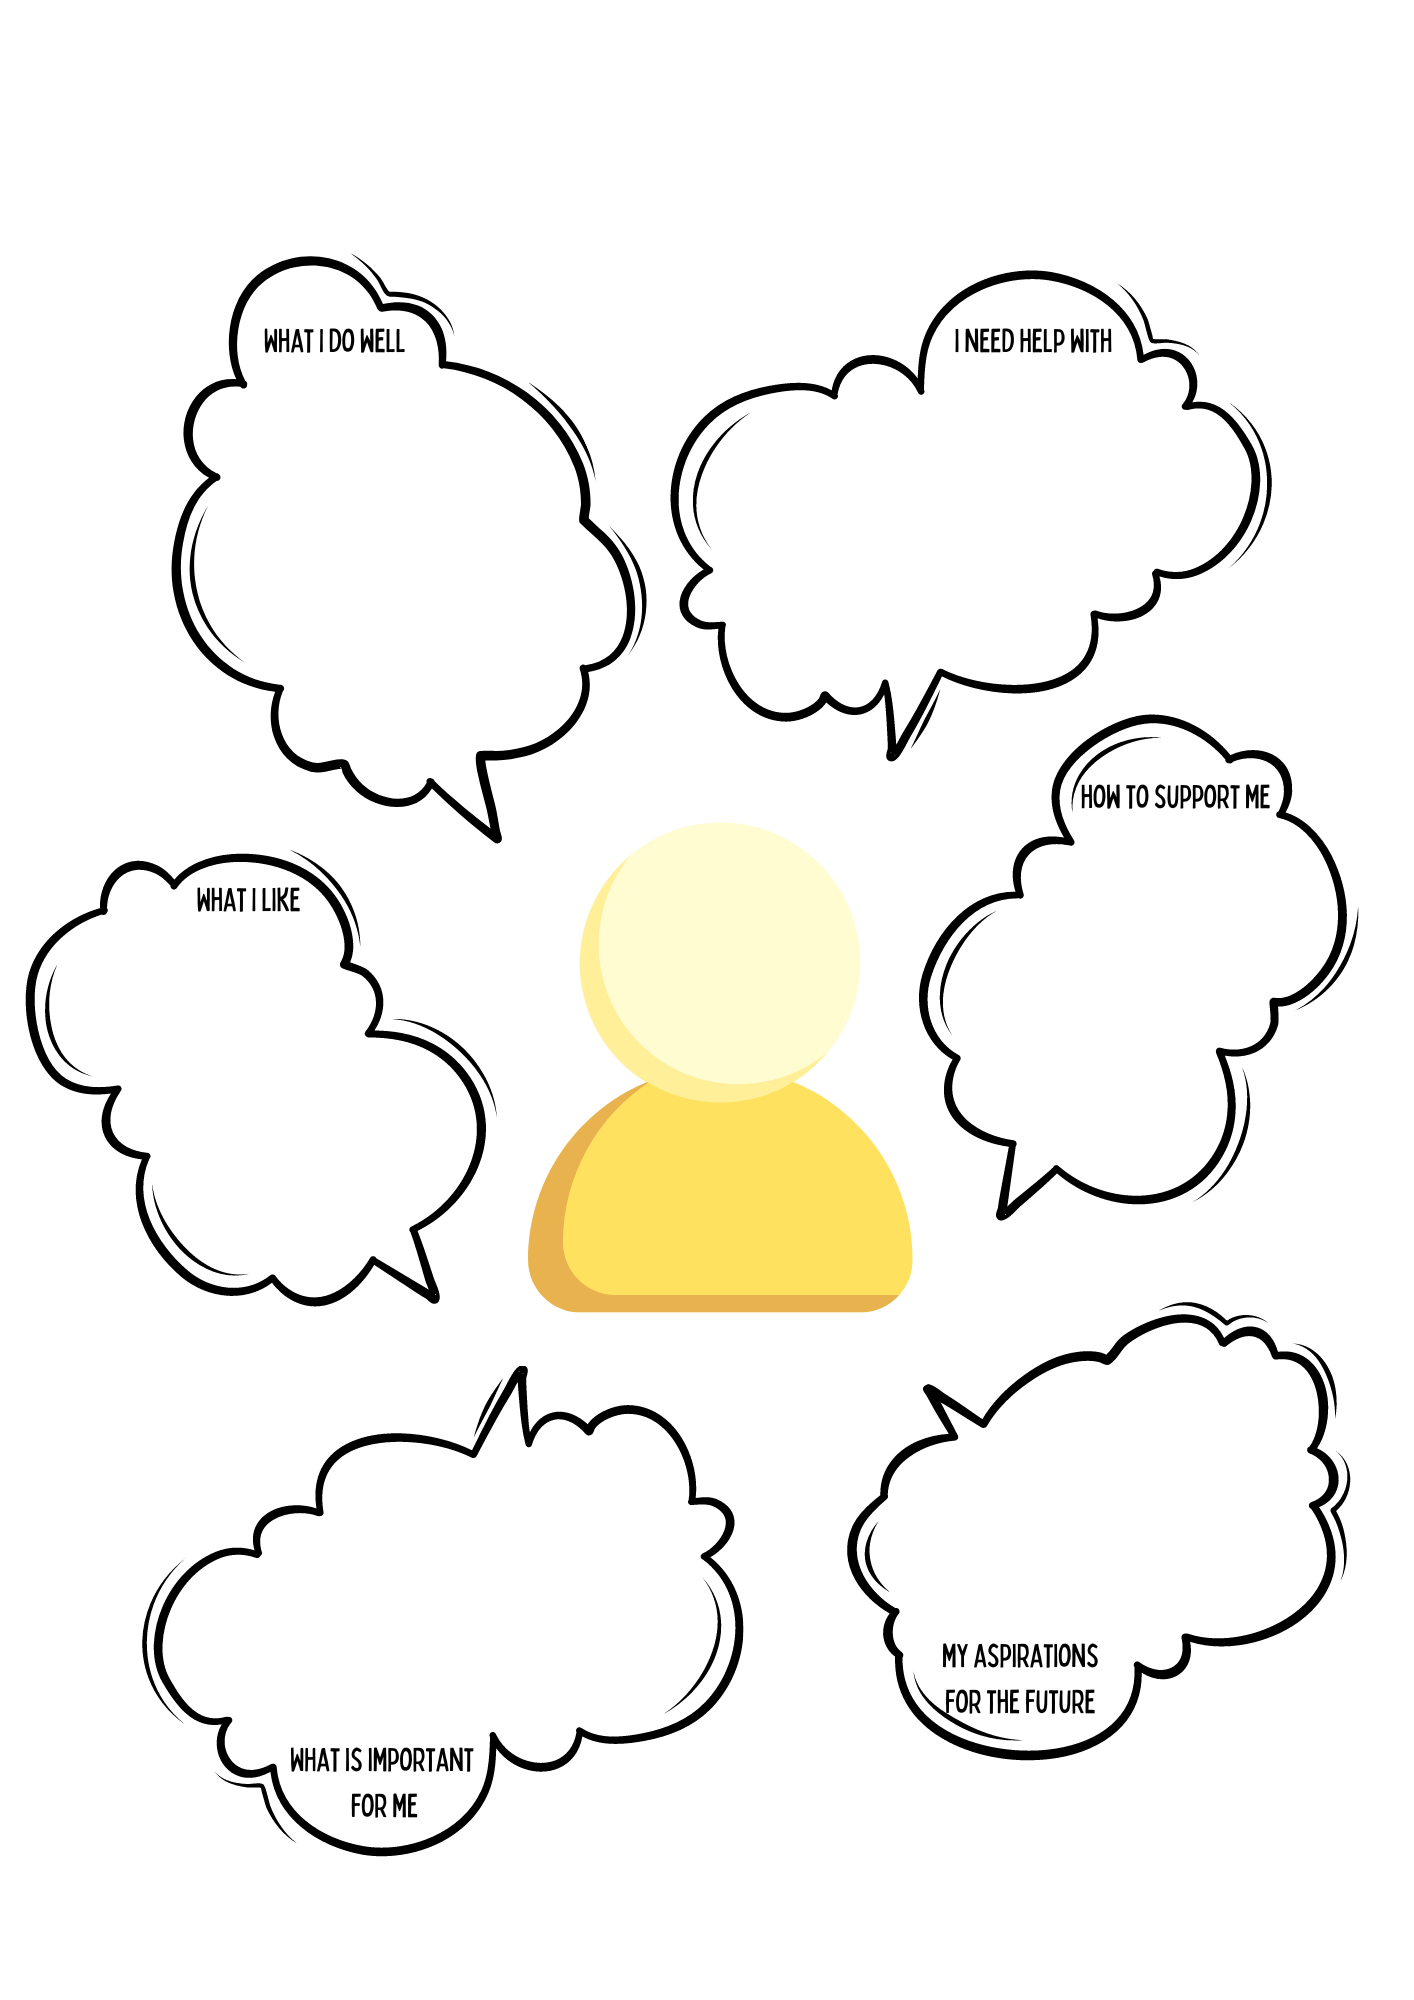 WHAT I DO WELL
I NEED HELP WITH
HOW TO SUPPORT ME
WHAT I LIKE
MY ASPIRATIONS
FOR THE FUTURE
WHAT IS IMPORTANT
FOR ME